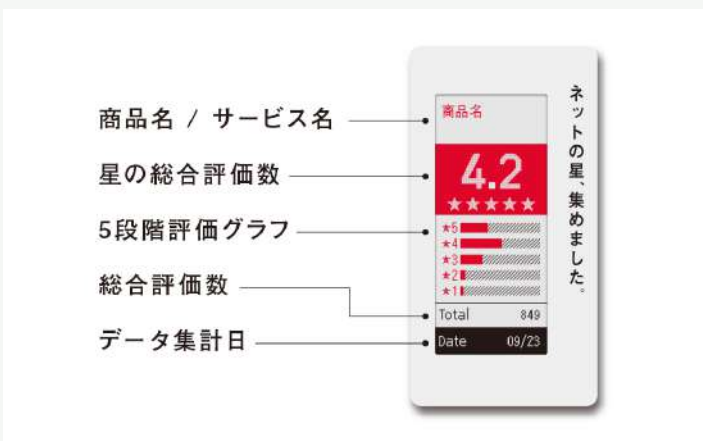 商品名 / サービス名
星の総合評価数
5段階評価グラフ
総合評価数
データ集計日
商品名
4.2
★★★★★
★5
★4
★3
★2
★1
Total 849
Date 09/23
ネットの星、集めました。